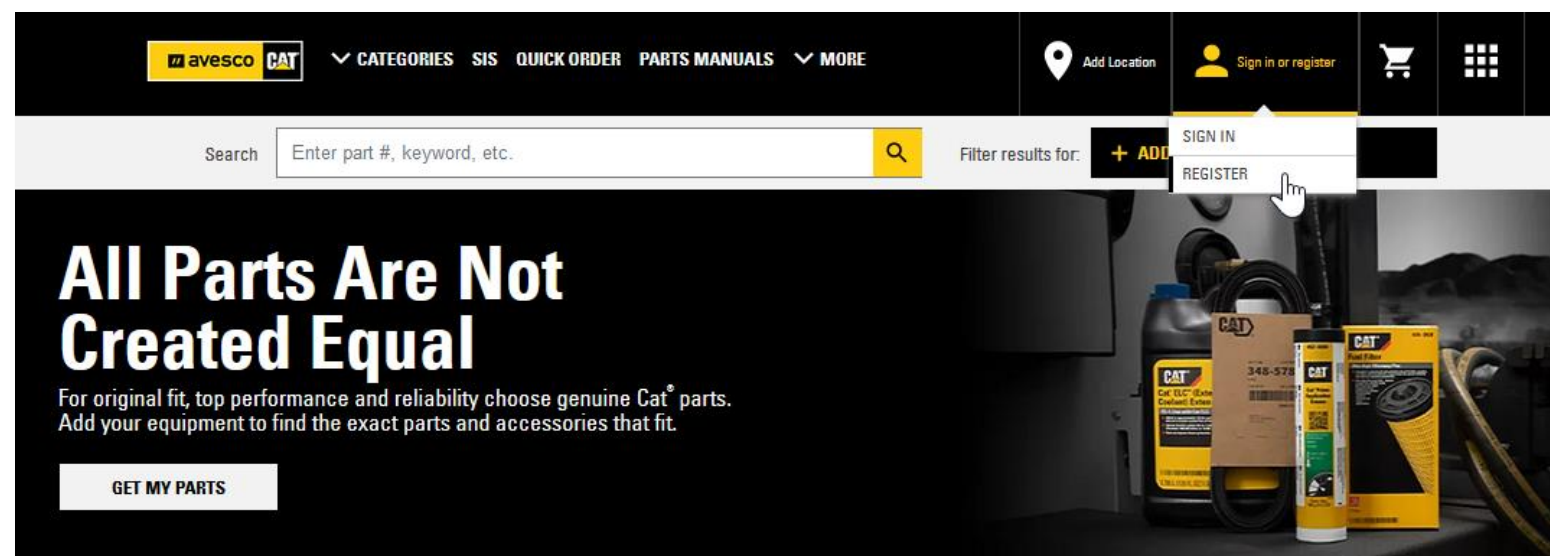 avesco CAT
CATEGORIES SIS QUICK ORDER PARTS MANUALS MORE
Add Location
Sign in or register
Search
Enter part #, keyword, etc.
Filter results for:
+ ADD
SIGN IN
REGISTER
All Parts Are Not
Created Equal
For original fit, top performance and reliability choose genuine Cat® parts.
Add your equipment to find the exact parts and accessories that fit.
GET MY PARTS
CAT
348-578
CAT
CAT
Fuel Filter
CAT